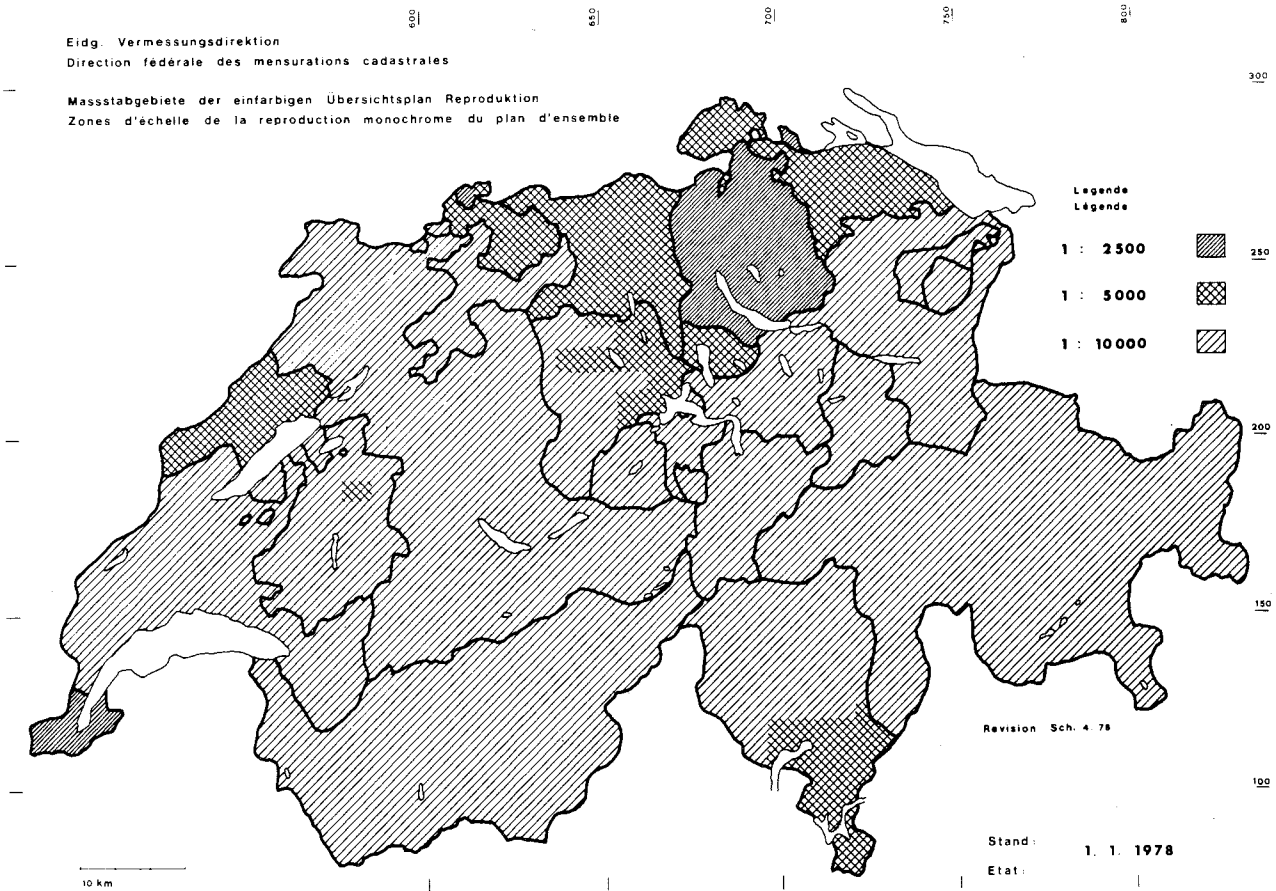 600 650 700 750 800
Eidg. Vermessungsdirektion
Direction fédérale des mensurations cadastrales
300
Massstabgebiete der einfarbigen Übersichtsplan Reproduktion
Zones d'échelle de la reproduction monochrome du plan d'ensemble
Legende
Légende
1 : 2500
250
1 : 5000
1 : 10000
200
150
Revision Sch. 4. 78
100
Stand:
1. 1. 1978
Etat:
10 km